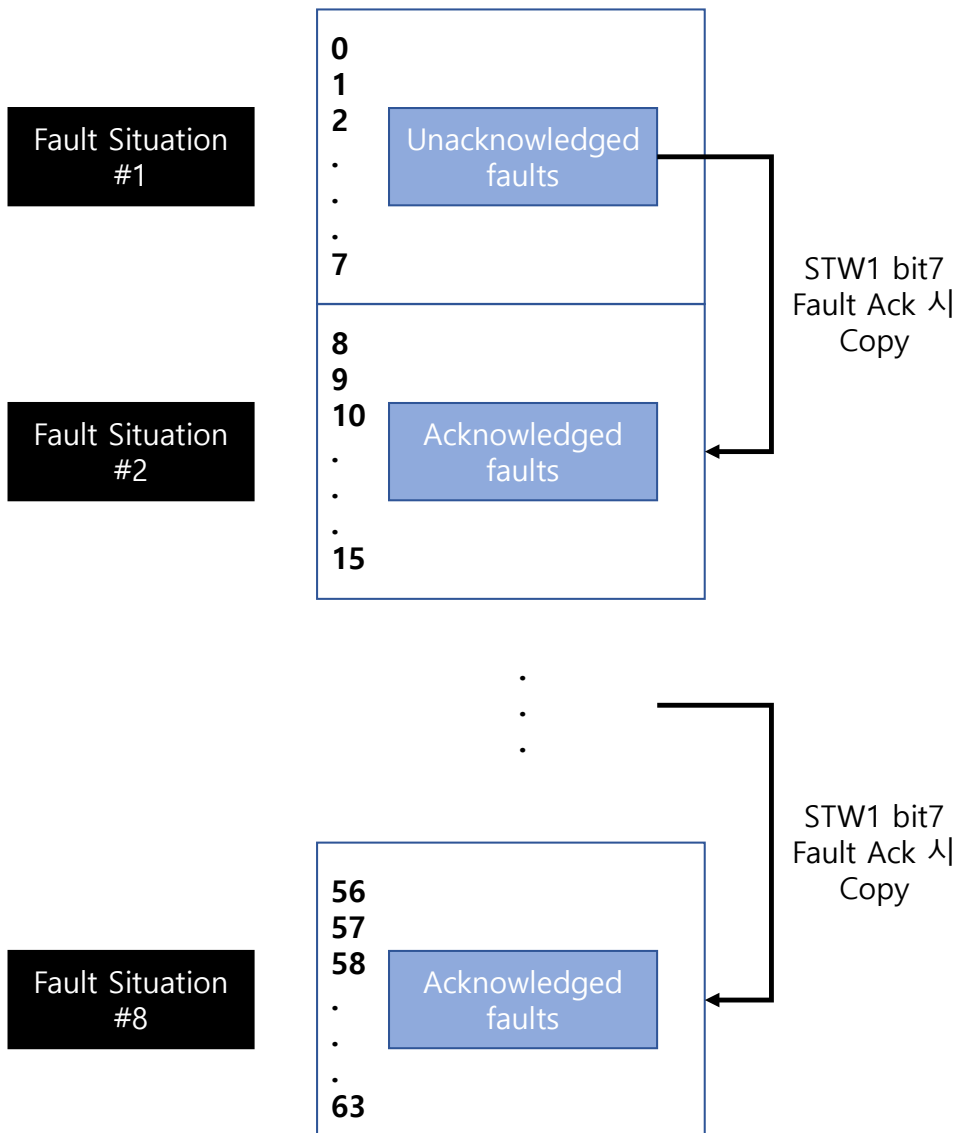 0
1
2
.
.
.
7
Fault Situation
#1
Unacknowledged
faults
STW1 bit7
Fault Ack 시
Copy
8
9
10
.
.
.
15
Fault Situation
#2
Acknowledged
faults
.
.
.
STW1 bit7
Fault Ack 시
Copy
56
57
58
.
.
.
63
Fault Situation
#8
Acknowledged
faults